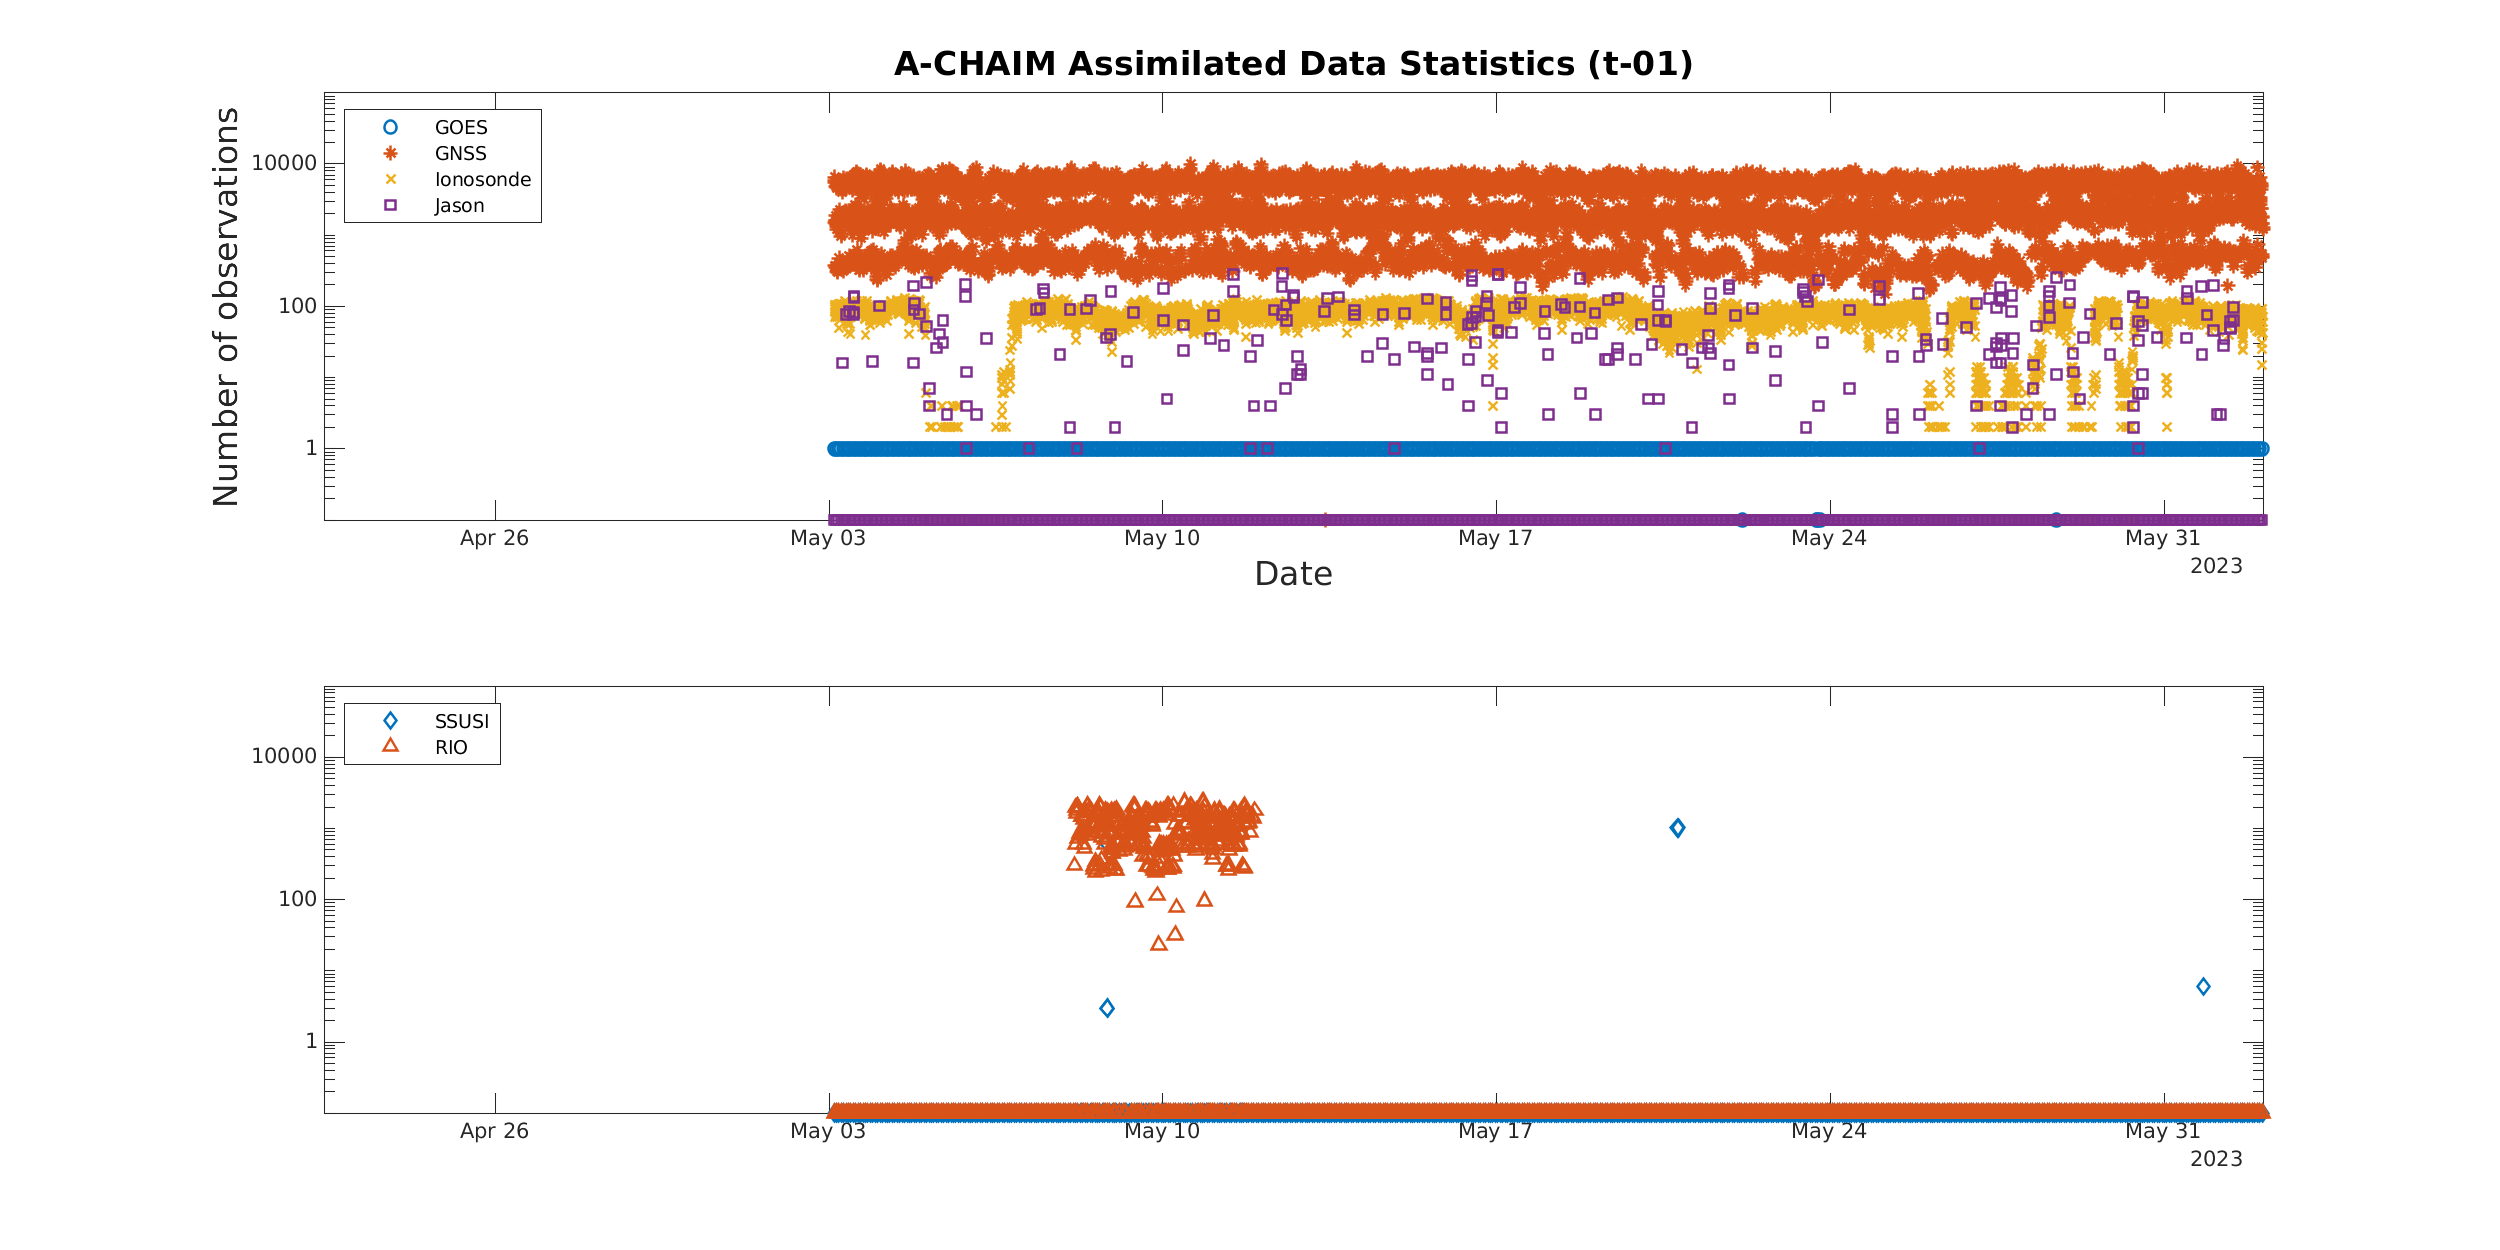 A-CHAIM Assimilated Data Statistics (t-01)
Number of observations
10000
100
1
GOES
GNSS
Ionosonde
Jason
Apr 26
May 03
May 10
May 17
May 24
May 31
2023
Date
10000
100
1
SSUSI
RIO
Apr 26
May 03
May 10
May 17
May 24
May 31
2023